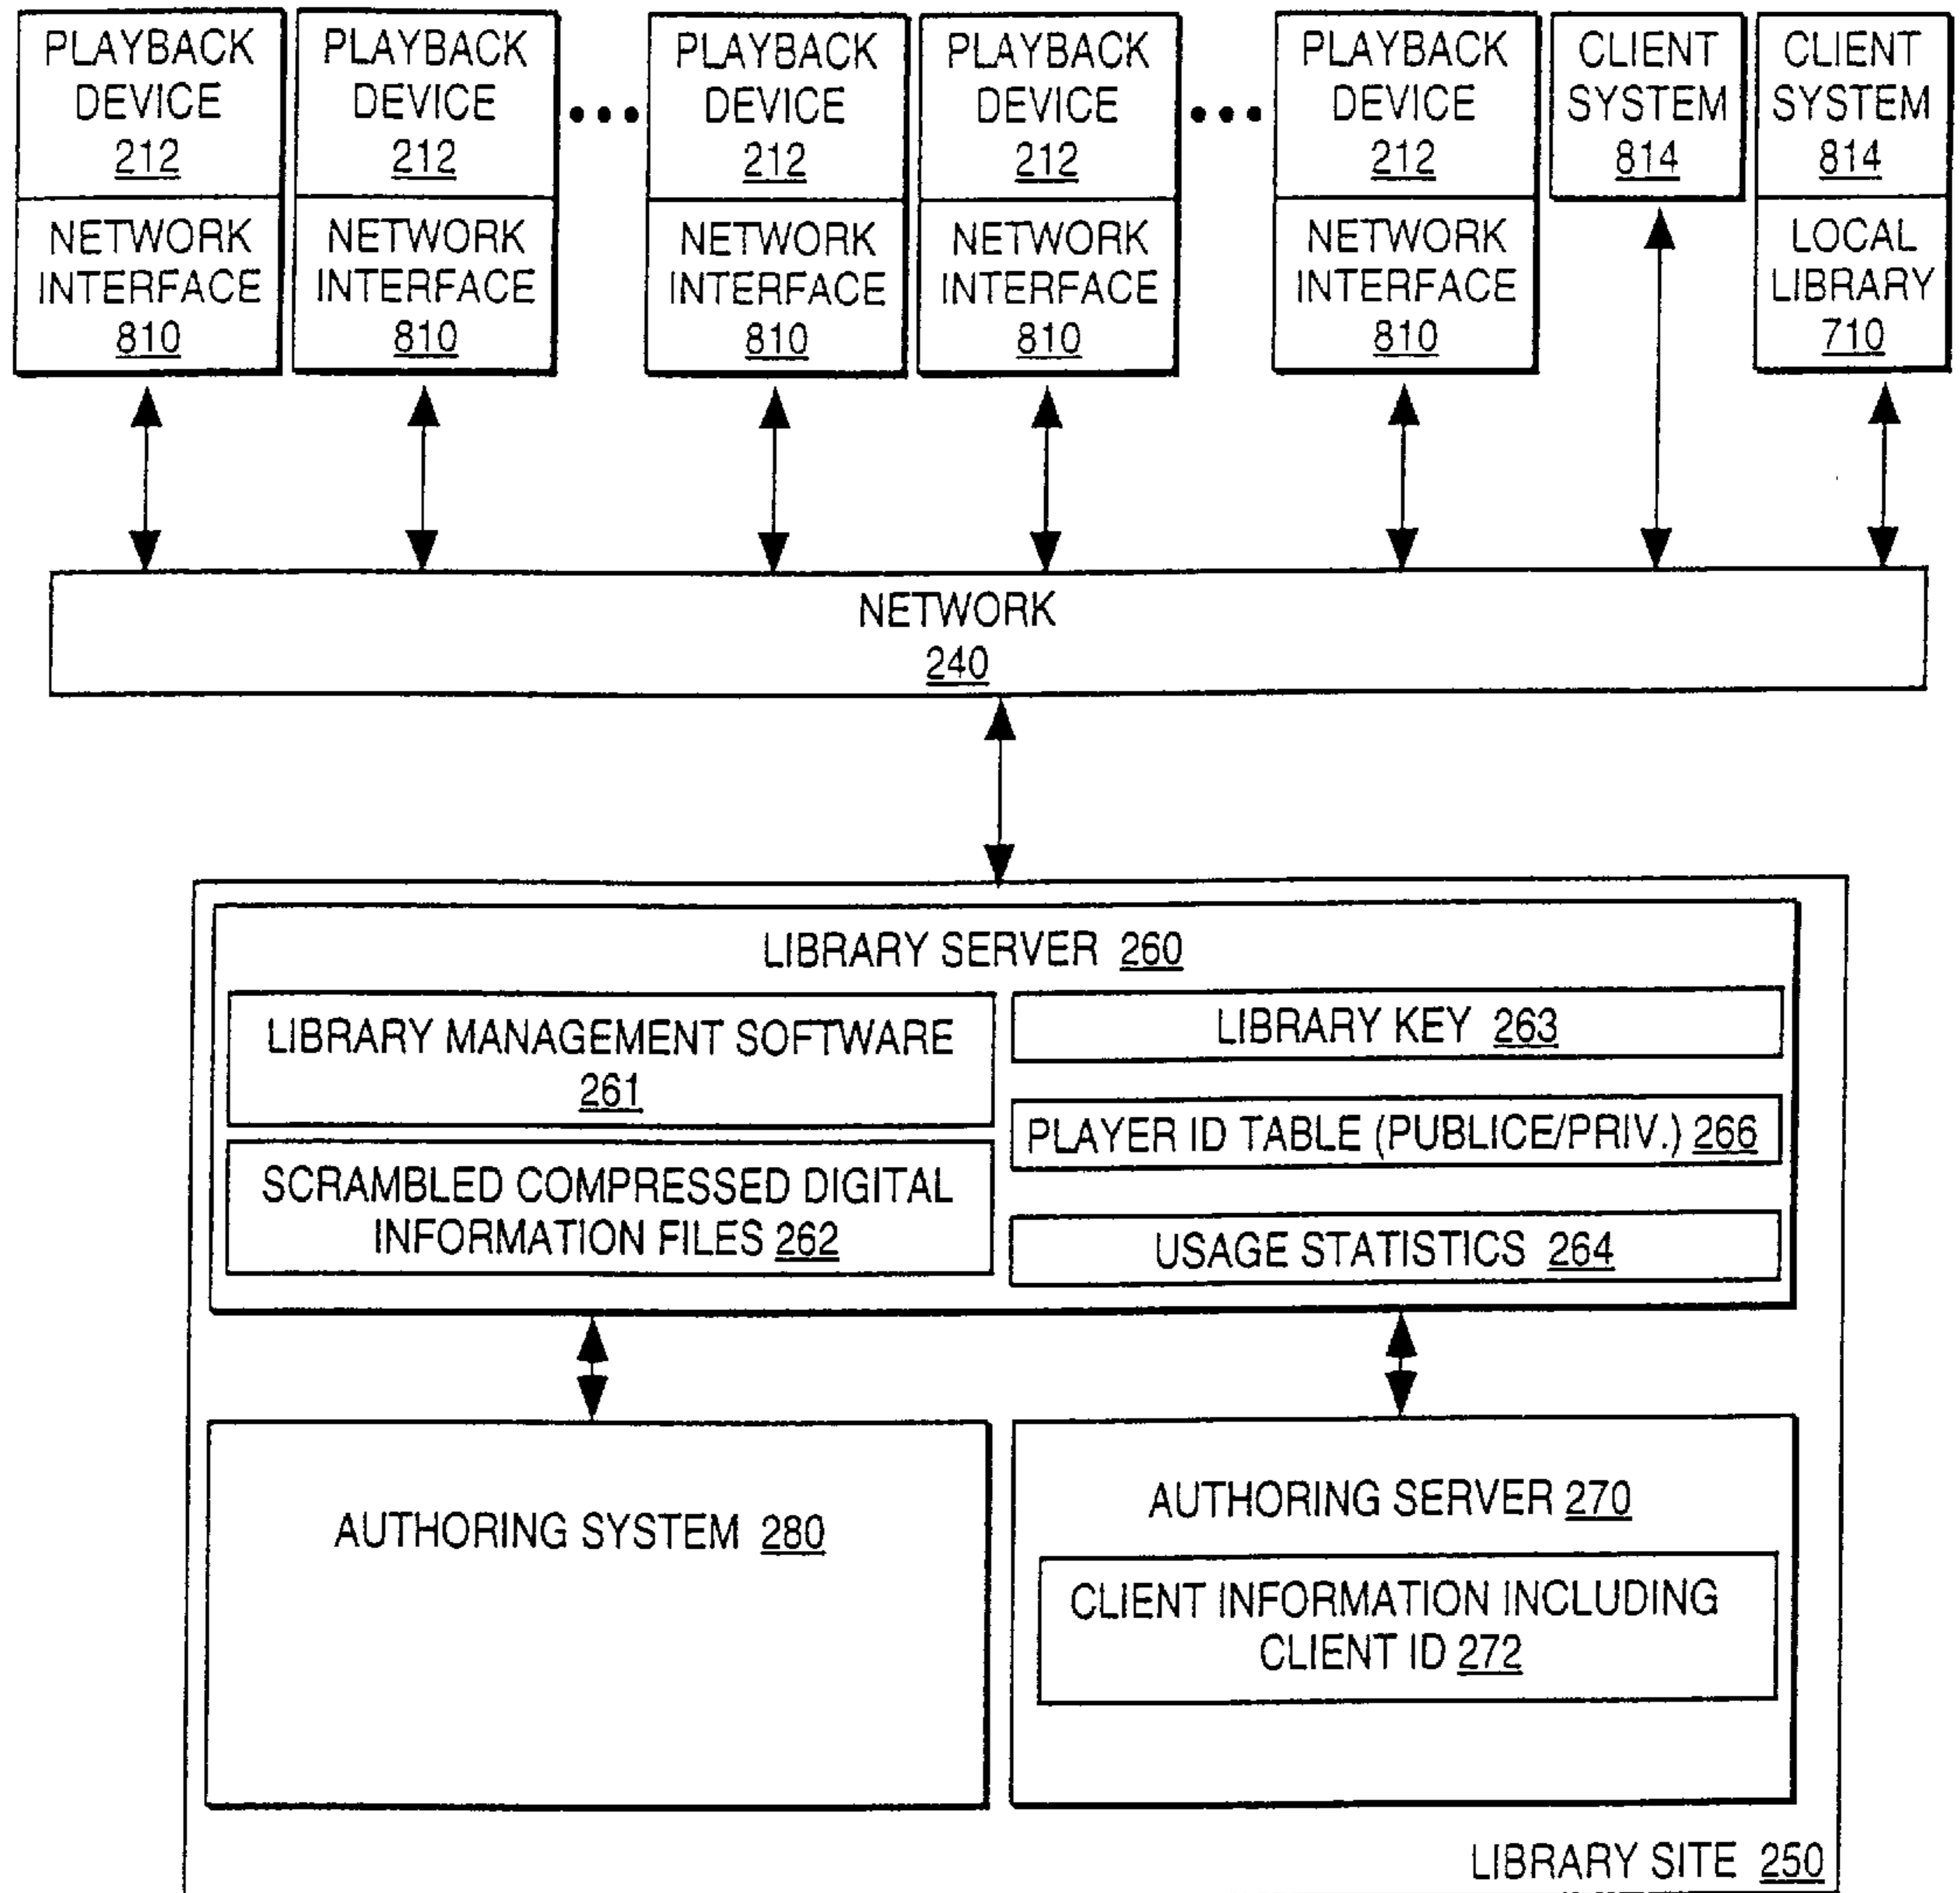 PLAYBACK
DEVICE
212
NETWORK
INTERFACE
810
PLAYBACK
DEVICE
212
NETWORK
INTERFACE
810
PLAYBACK
DEVICE
212
NETWORK
INTERFACE
810
PLAYBACK
DEVICE
212
NETWORK
INTERFACE
810
PLAYBACK
DEVICE
212
NETWORK
INTERFACE
810
CLIENT
SYSTEM
814
CLIENT
SYSTEM
814
LOCAL
LIBRARY
710
NETWORK
240
LIBRARY SERVER 260
LIBRARY MANAGEMENT SOFTWARE
261
SCRAMBLED COMPRESSED DIGITAL
INFORMATION FILES 262
LIBRARY KEY 263
PLAYER ID TABLE (PUBLICE/PRIV.) 266
USAGE STATISTICS 264
AUTHORING SYSTEM 280
AUTHORING SERVER 270
CLIENT INFORMATION INCLUDING
CLIENT ID 272
LIBRARY SITE 250